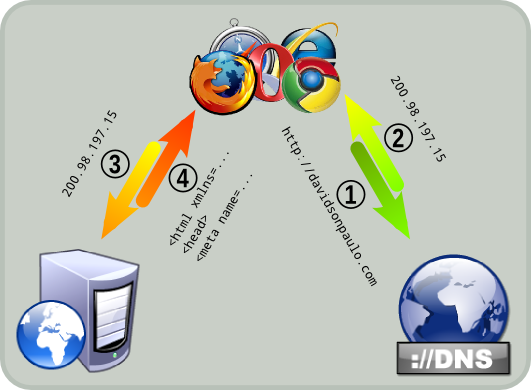 200.98.197.15
③
④
<html xmlns=...
<head>
<meta name=...
200.98.197.15
②
①
http://davidsonpaulo.com
://DNS